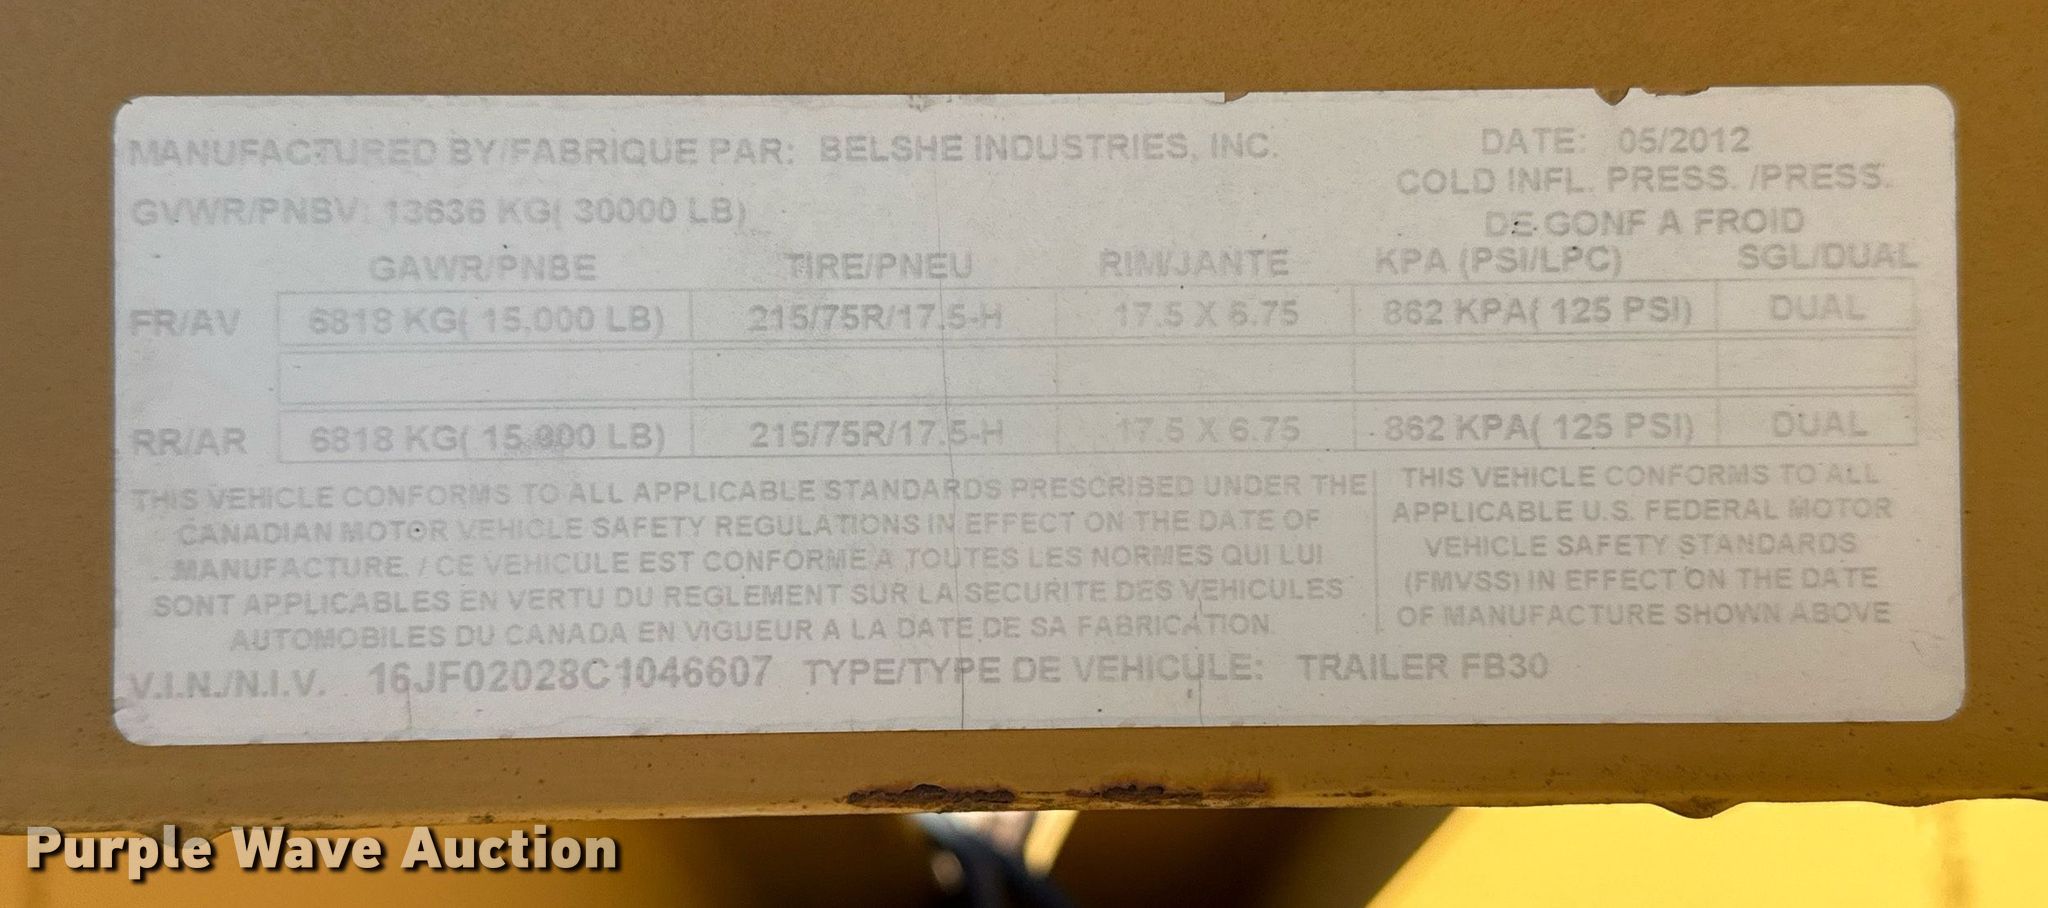 MANUFACTURED BY/FABRIQUE PAR: BELSHE INDUSTRIES, INC. DATE: 05/2012
COLD INFL. PRESS. /PRESS.
GVWR/PNBV: 13636 KG( 30000 LB) DE GONF A FROID
GAWR/PNBE TIRE/PNEU RIM/JANTE KPA (PSI/LPC) SGL/DUAL
FR/AV 6818 KG( 15,000 LB) 215/75R/17.5-H 17.5 X 6.75 862 KPA( 125 PSI) DUAL
RR/AR 6818 KG( 15,000 LB) 215/75R/17.5-H 17.5 X 6.75 862 KPA( 125 PSI) DUAL
THIS VEHICLE CONFORMS TO ALL APPLICABLE STANDARDS PRESCRIBED UNDER THE
CANADIAN MOTOR VEHICLE SAFETY REGULATIONS IN EFFECT ON THE DATE OF
MANUFACTURE. / CE VEHICULE EST CONFORME A TOUTES LES NORMES QUI LUI
SONT APPLICABLES EN VERTU DU REGLEMENT SUR LA SECURITE DES VEHICULES
AUTOMOBILES DU CANADA EN VIGUEUR A LA DATE DE SA FABRICATION.
THIS VEHICLE CONFORMS TO ALL
APPLICABLE U.S. FEDERAL MOTOR
VEHICLE SAFETY STANDARDS
(FMVSS) IN EFFECT ON THE DATE
OF MANUFACTURE SHOWN ABOVE
V.I.N./N.I.V. 16JF02028C1046607 TYPE/TYPE DE VEHICULE: TRAILER FB30
Purple Wave Auction